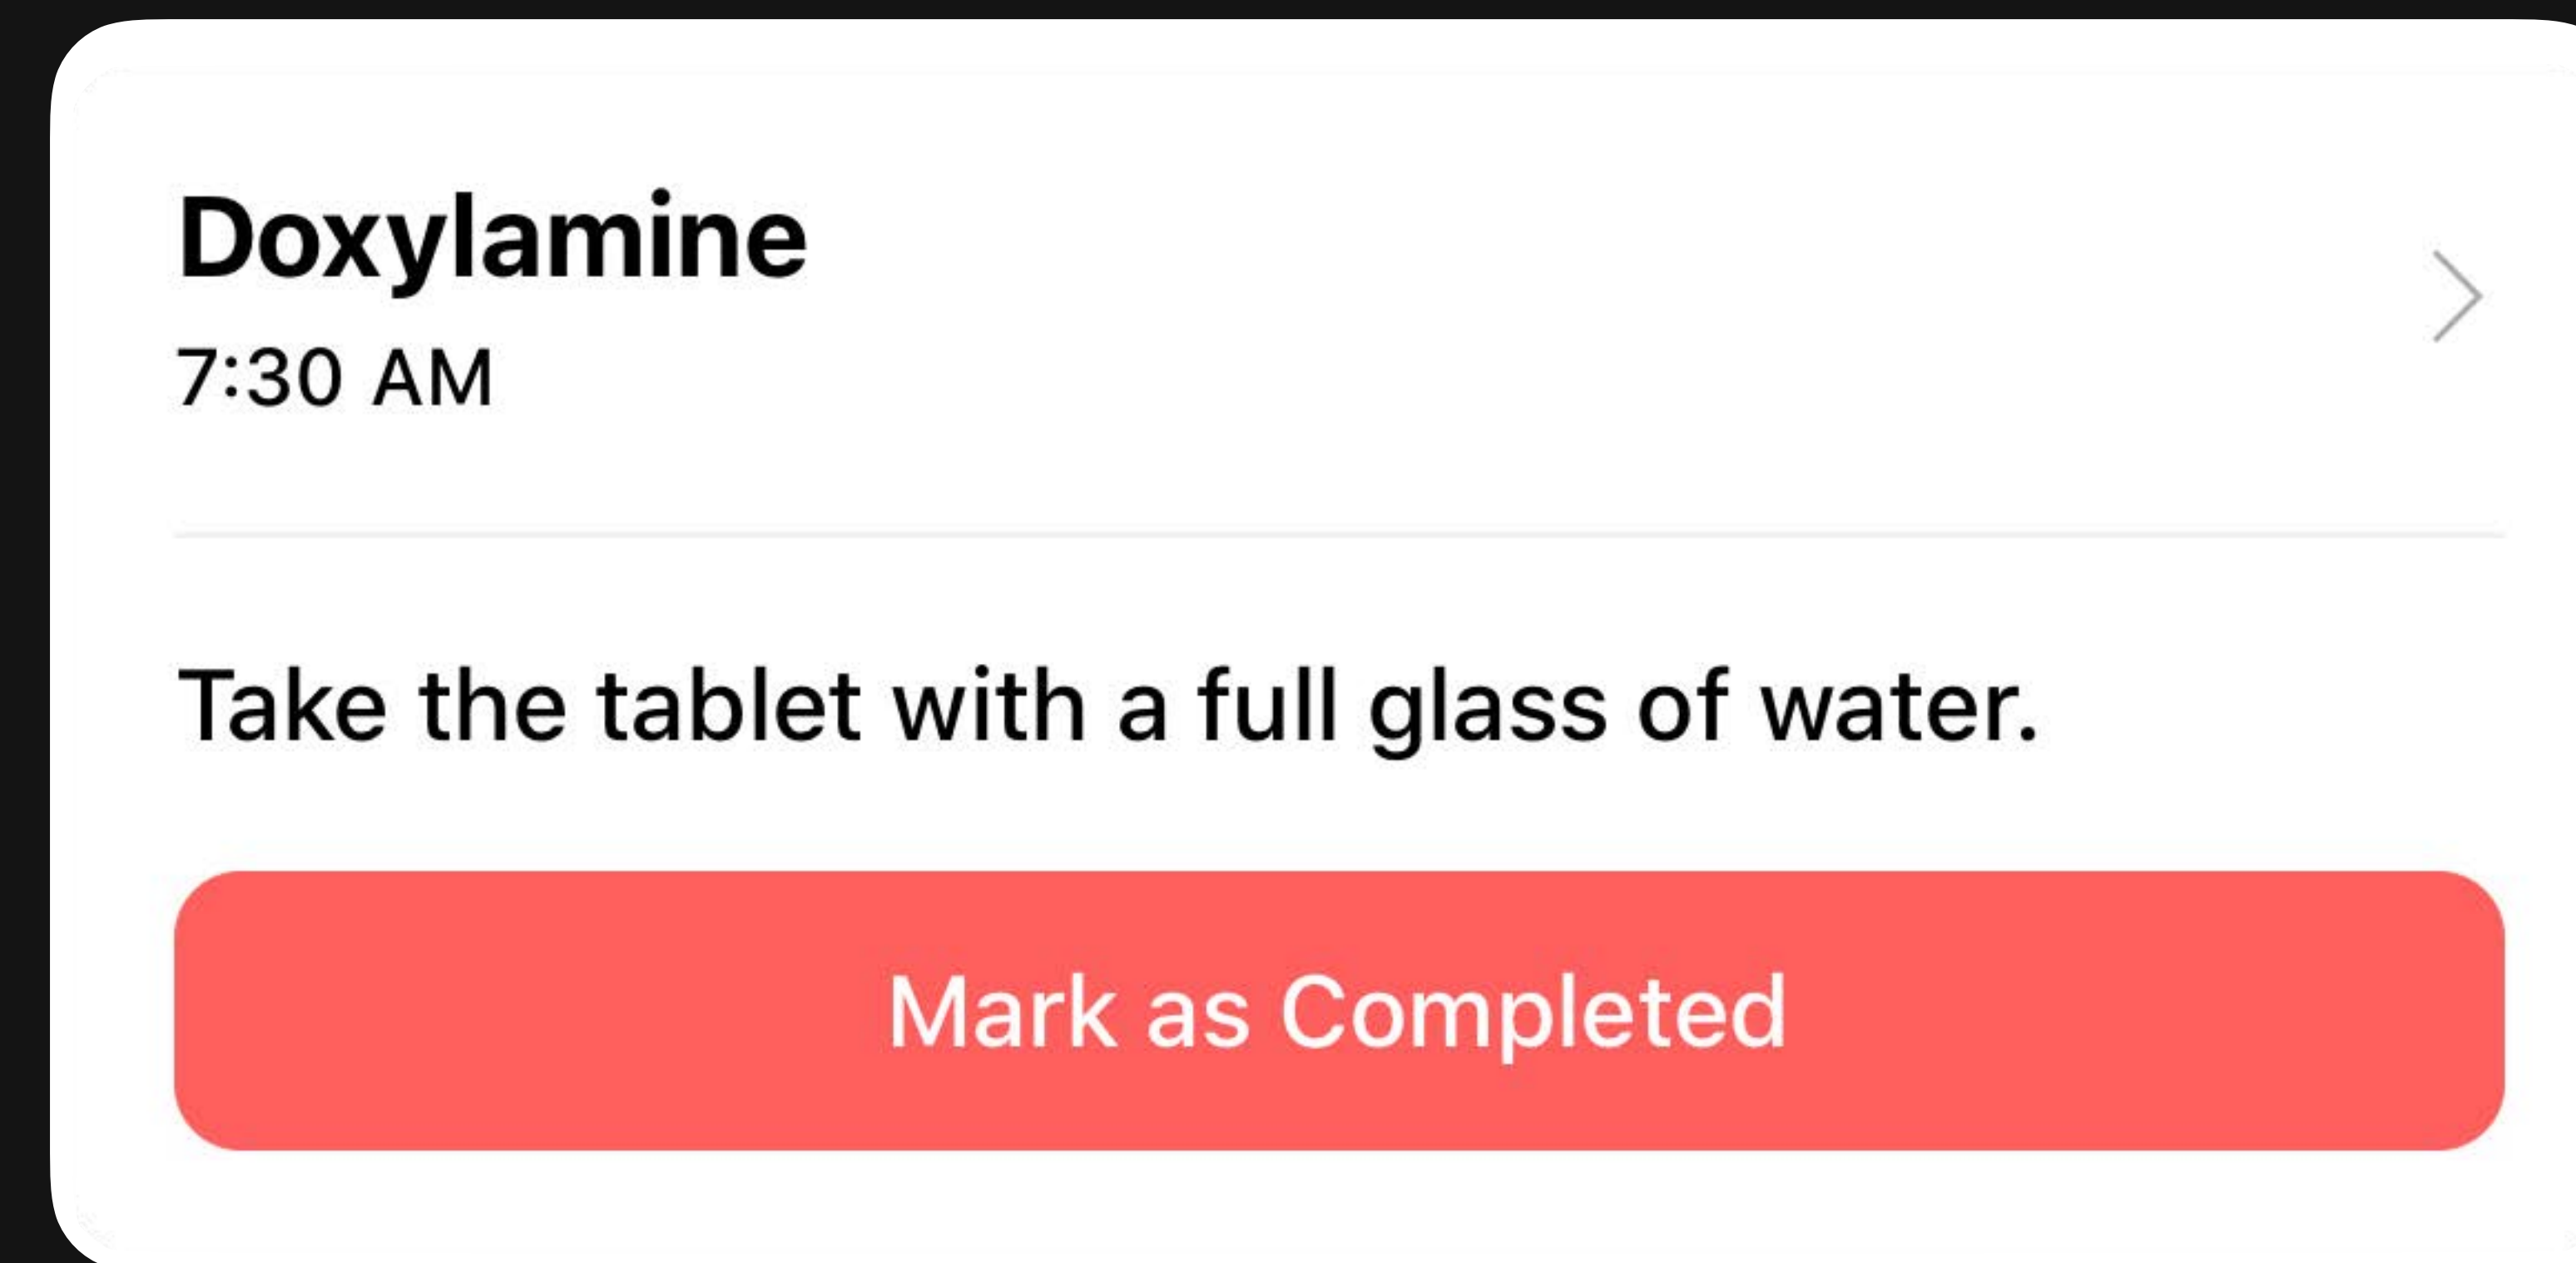 Doxylamine
7:30 AM
Take the tablet with a full glass of water.
Mark as Completed